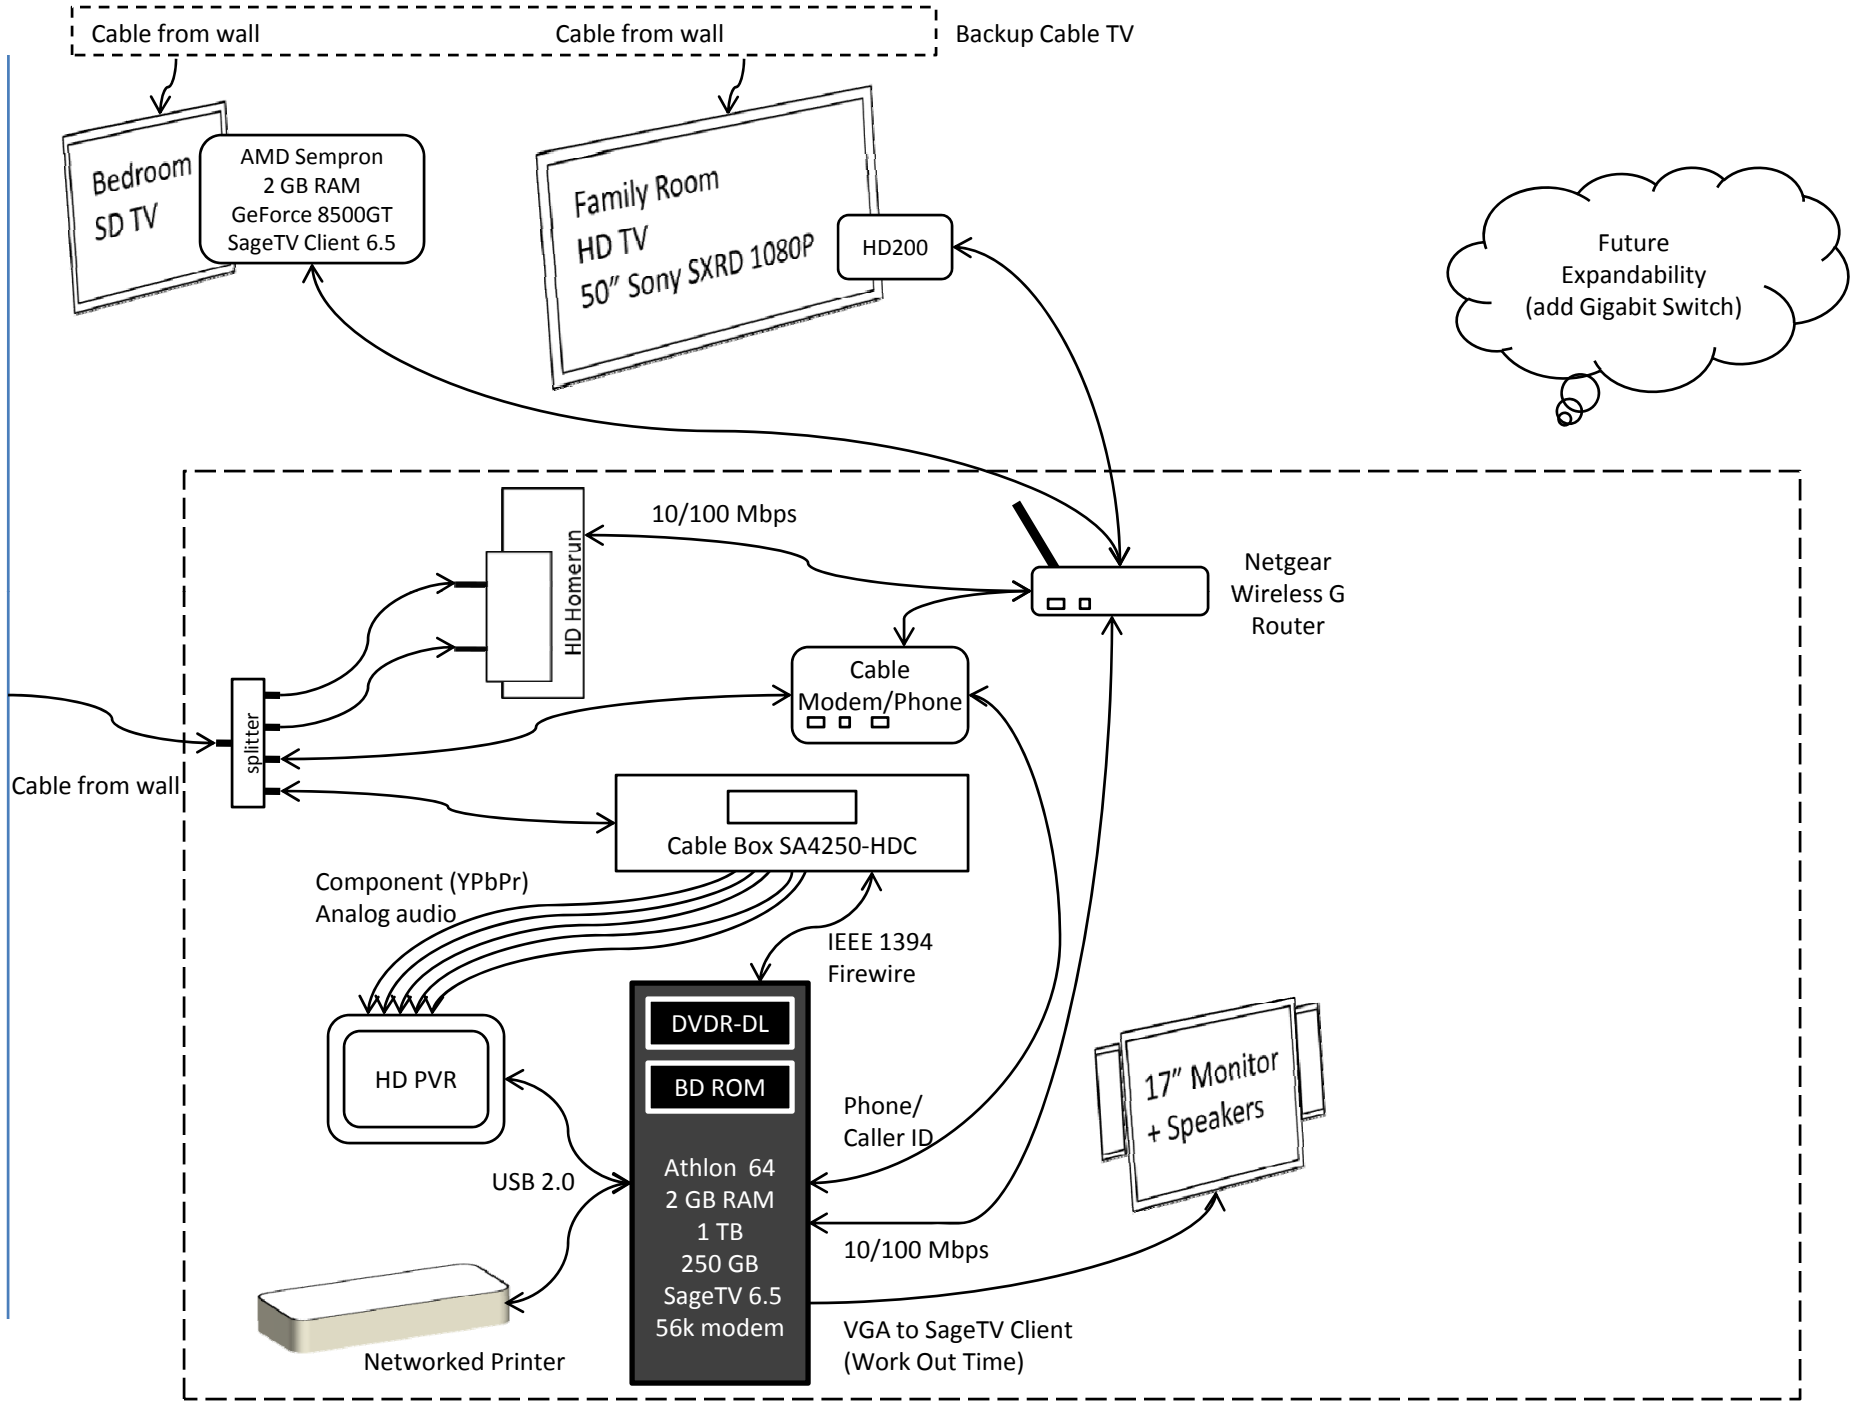 Cable from wall
Cable from wall
Backup Cable TV
Bedroom
SD TV
AMD Sempron
2 GB RAM
GeForce 8500GT
SageTV Client 6.5
Family Room
HD TV
50” Sony SXRD 1080P
HD200
Future
Expandability
(add Gigabit Switch)
10/100 Mbps
HD Homerun
Netgear
Wireless G
Router
Cable
Modem/Phone
splitter
Cable from wall
Cable Box SA4250-HDC
Component (YPbPr)
Analog audio
IEEE 1394
Firewire
DVDR-DL
BD ROM
HD PVR
17” Monitor
+ Speakers
Phone/
Caller ID
USB 2.0
Athlon 64
2 GB RAM
1 TB
250 GB
SageTV 6.5
56k modem
10/100 Mbps
VGA to SageTV Client
(Work Out Time)
Networked Printer